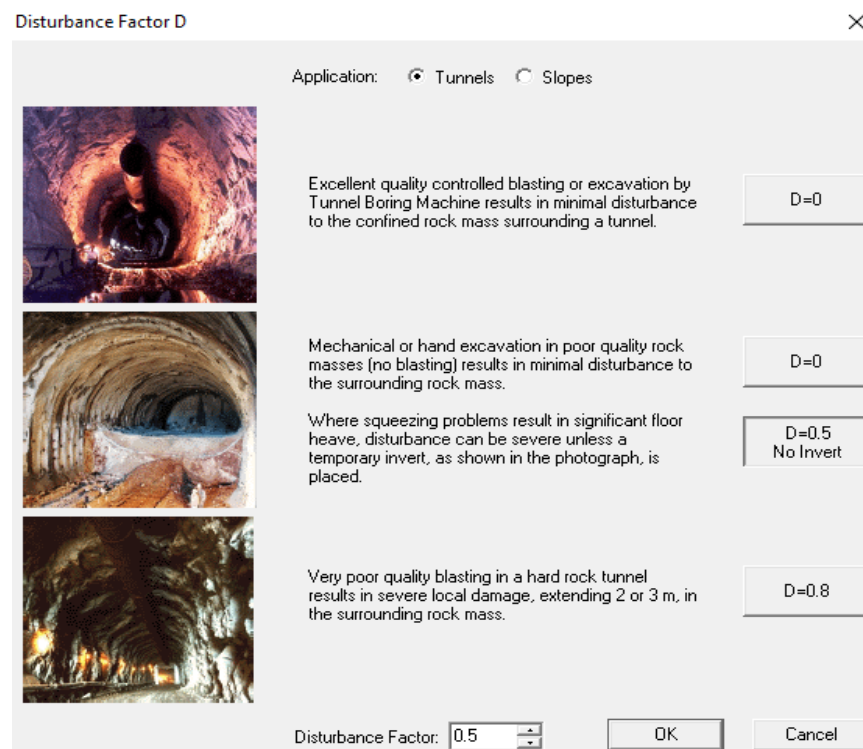 Disturbance Factor D
Application: Tunnels Slopes
Excellent quality controlled blasting or excavation by
Tunnel Boring Machine results in minimal disturbance
to the confined rock mass surrounding a tunnel.
D=0
Mechanical or hand excavation in poor quality rock
masses (no blasting) results in minimal disturbance to
the surrounding rock mass.
D=0
Where squeezing problems result in significant floor
heave, disturbance can be severe unless a
temporary invert, as shown in the photograph, is
placed.
D=0.5
No Invert
Very poor quality blasting in a hard rock tunnel
results in severe local damage, extending 2 or 3 m, in
the surrounding rock mass.
D=0.8
Disturbance Factor: 0.5 OK Cancel